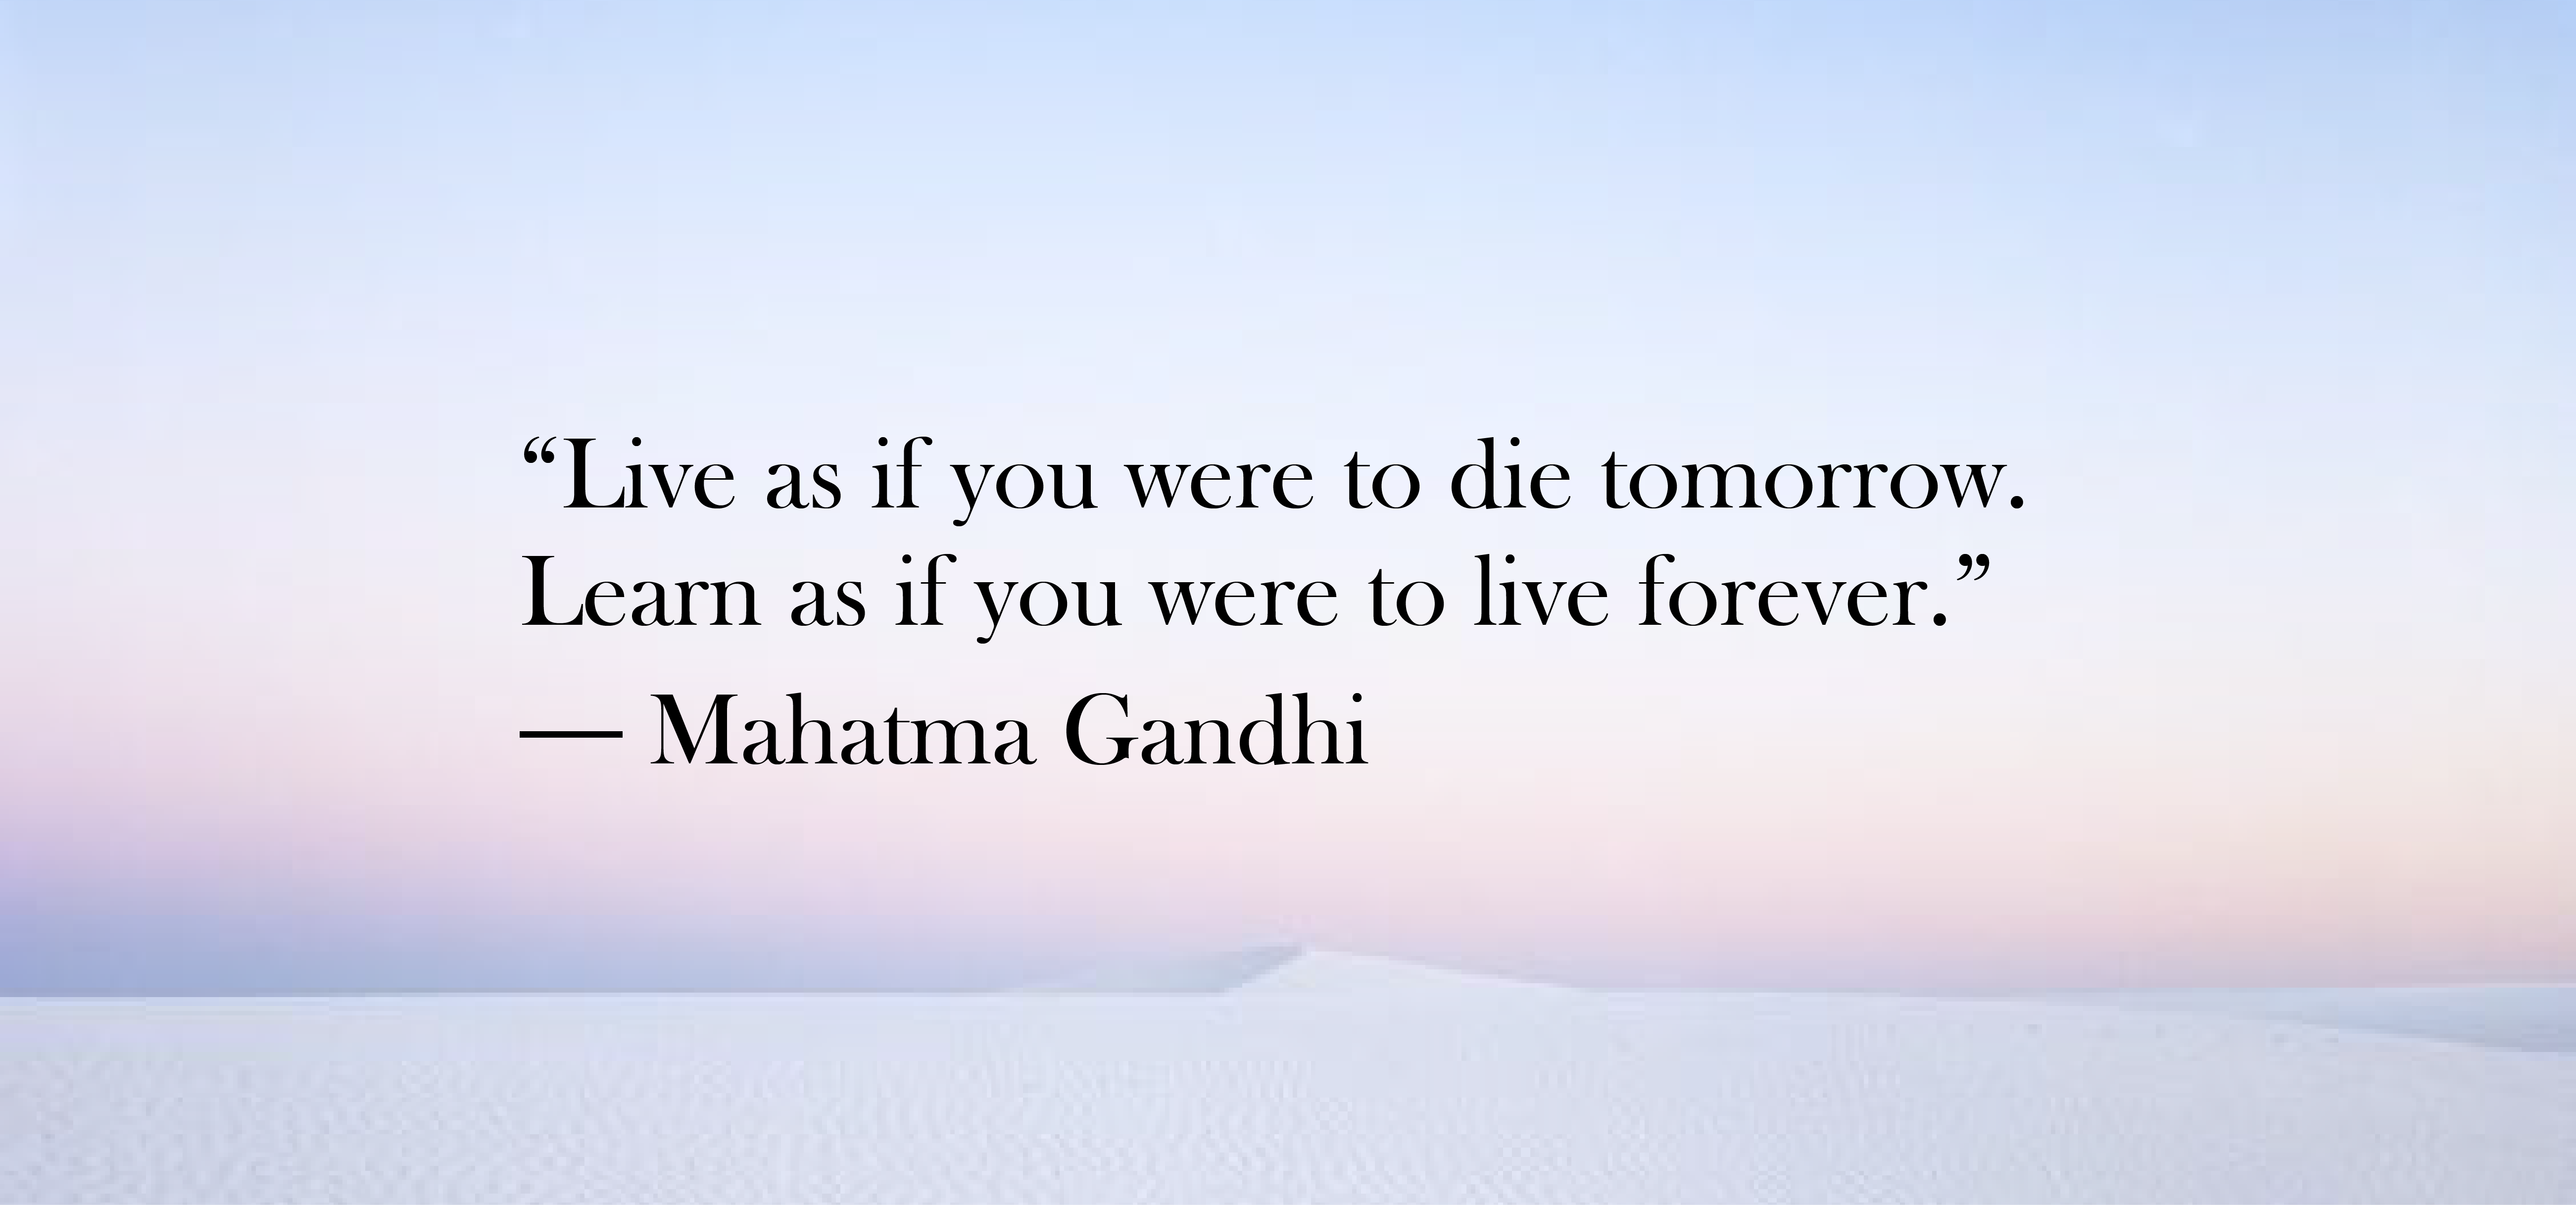 “Live as if you were to die tomorrow.
Learn as if you were to live forever.”
— Mahatma Gandhi